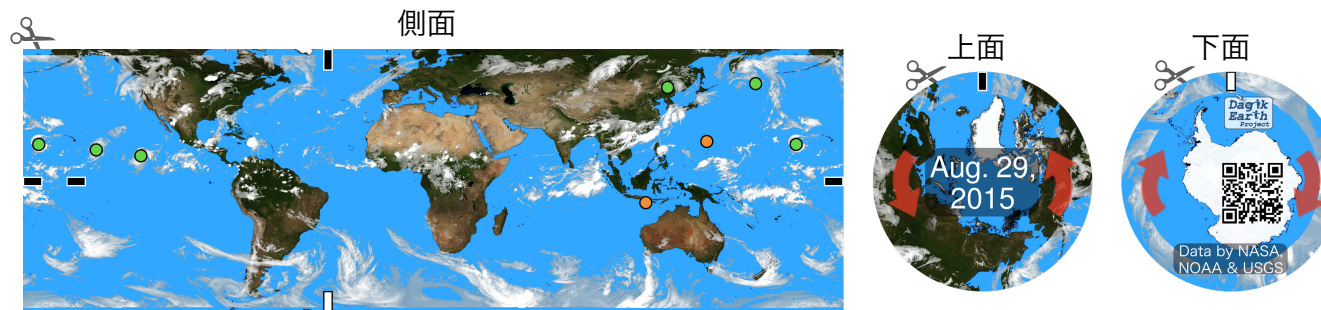 側面
上面
下面
Aug. 29,
2015
Dagik
Earth
Project
Data by NASA,
NOAA & USGS